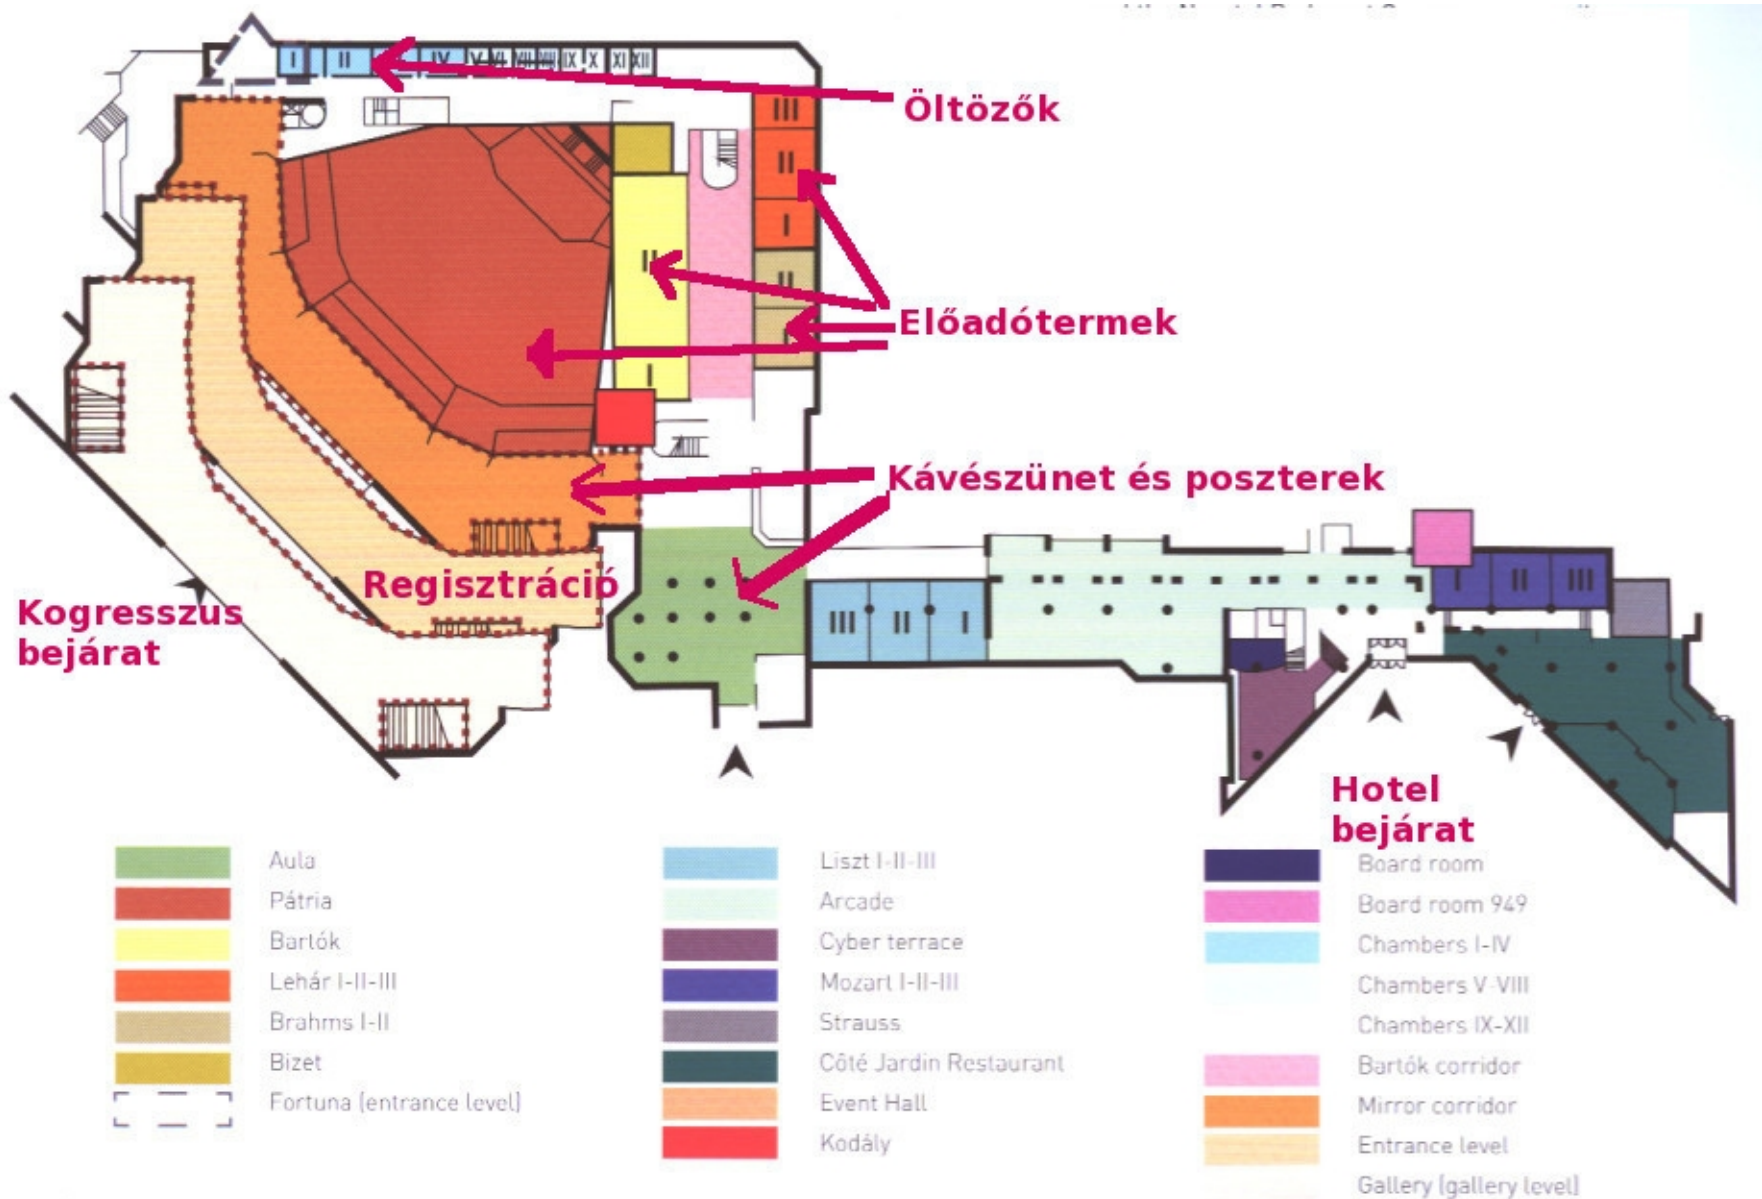 I
II
IV
V
VI
VII
VIII
IX
X
XI
XII
Öltözők
III
II
I
II
II
I
Előadótermek
Kávészünet és poszterek
Regisztráció
Kogresszus
bejárat
III
II
I
I
II
III
Hotel
bejárat
Aula
Pátria
Bartók
Lehár I-II-III
Brahms I-II
Bizet
Fortuna (entrance level)
Liszt I-II-III
Arcade
Cyber terrace
Mozart I-II-III
Strauss
Côté Jardin Restaurant
Event Hall
Kodály
Board room
Board room 949
Chambers I-IV
Chambers V-VIII
Chambers IX-XII
Bartók corridor
Mirror corridor
Entrance level
Gallery (gallery level)